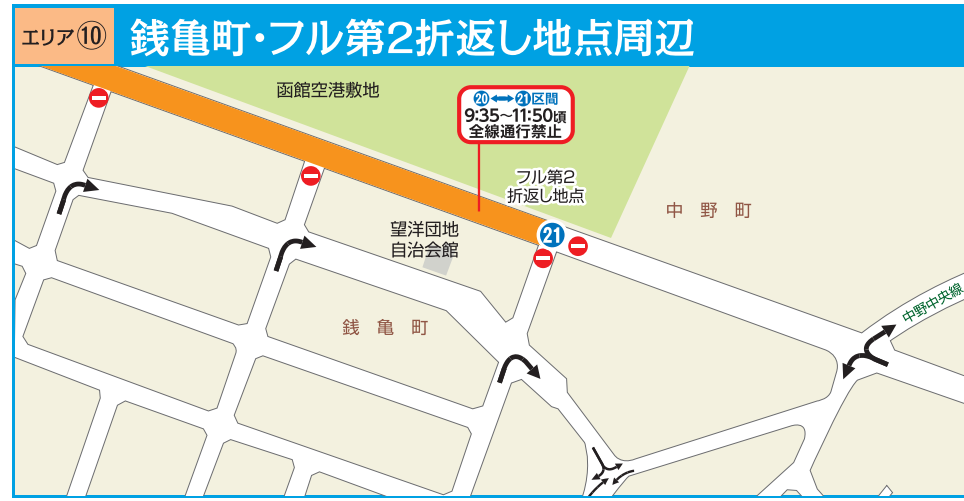 エリア⑩
銭亀町・フル第2折返し地点周辺
函館空港敷地
⑳⟷㉑区間
9:35~11:50頃
全線通行禁止
フル第2
折返し地点
中野町
望洋団地
自治会館
21
中野中央線
銭亀町